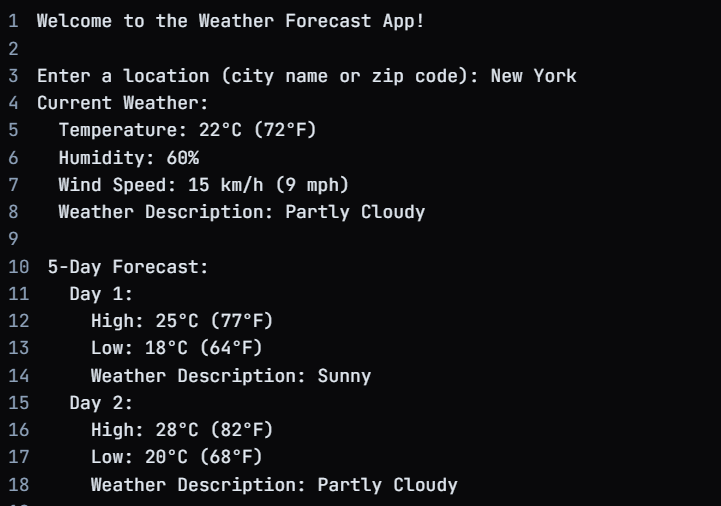 1 Welcome to the Weather Forecast App!
2
3 Enter a location (city name or zip code): New York
4 Current Weather:
5 Temperature: 22°C (72°F)
6 Humidity: 60%
7 Wind Speed: 15 km/h (9 mph)
8 Weather Description: Partly Cloudy
9
10 5-Day Forecast:
11 Day 1:
12 High: 25°C (77°F)
13 Low: 18°C (64°F)
14 Weather Description: Sunny
15 Day 2:
16 High: 28°C (82°F)
17 Low: 20°C (68°F)
18 Weather Description: Partly Cloudy